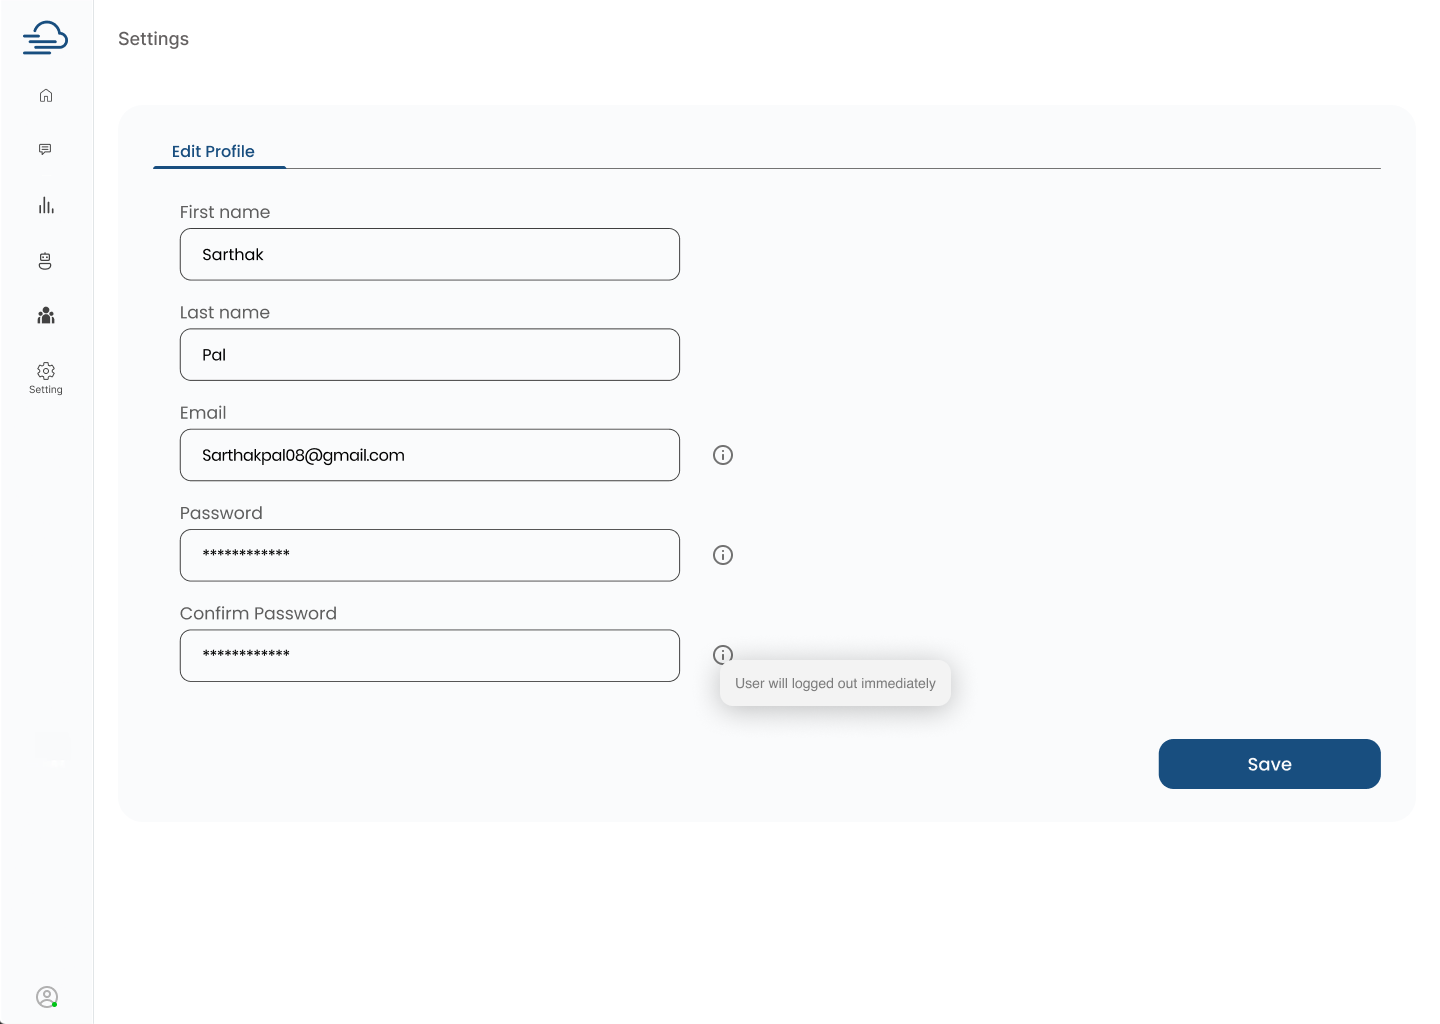 Settings
Edit Profile
First name
Sarthak
Last name
Pal
Setting
Email
Sarthakpal08@gmail.com
Password
************
Confirm Password
************
User will logged out immediately
Save